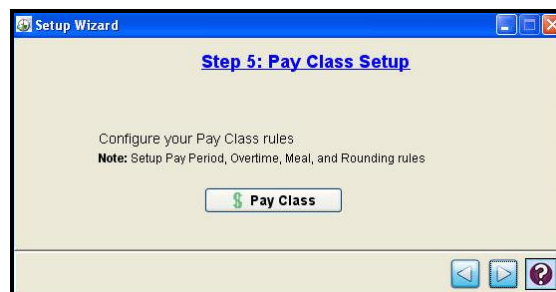 Setup Wizard
Step 5: Pay Class Setup
Configure your Pay Class rules
Note: Setup Pay Period, Overtime, Meal, and Rounding rules
$ Pay Class
?